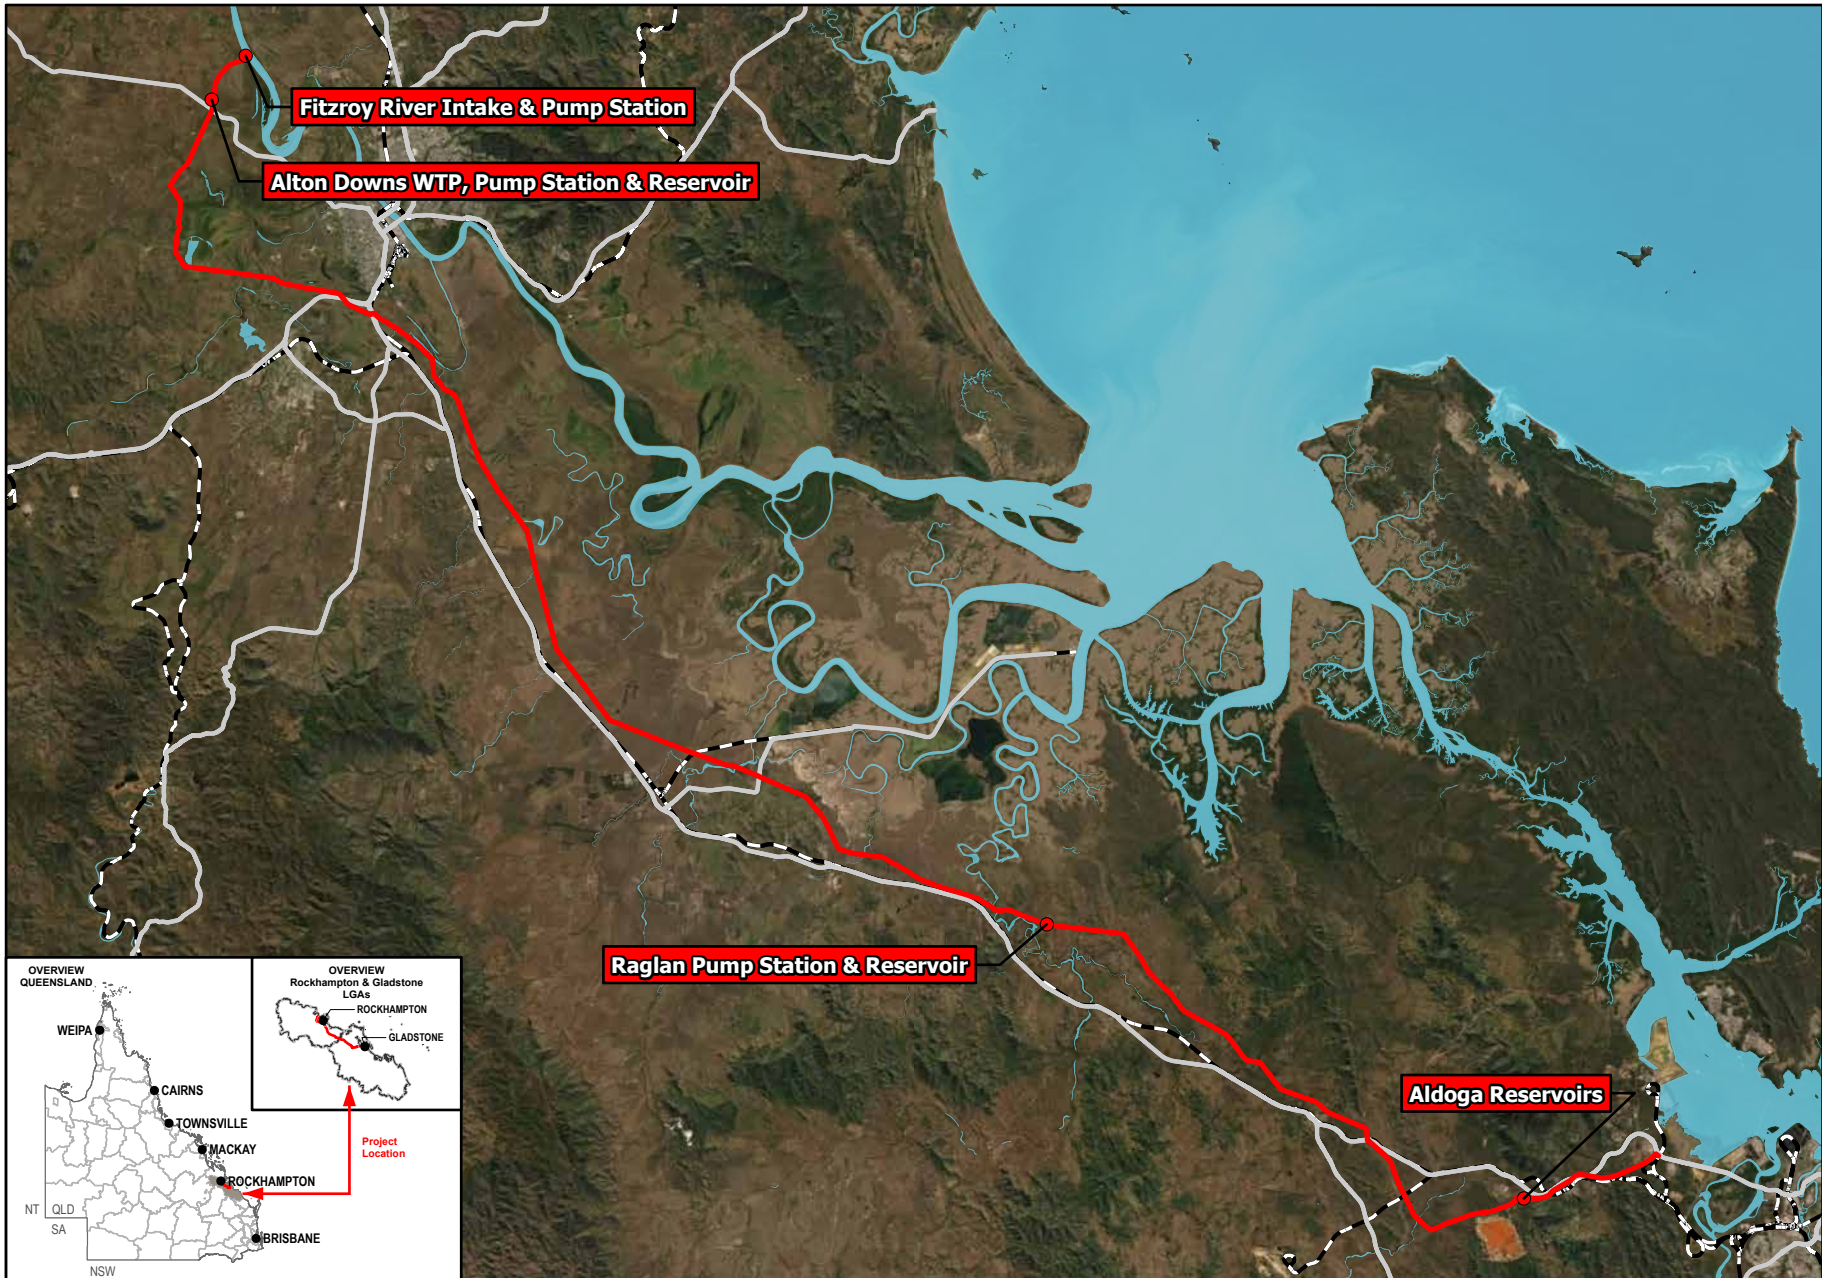 Fitzroy River Intake & Pump Station
Alton Downs WTP, Pump Station & Reservoir
Raglan Pump Station & Reservoir
Aldoga Reservoirs
OVERVIEW
QUEENSLAND
WEIPA
CAIRNS
TOWNSVILLE
MACKAY
ROCKHAMPTON
BRISBANE
NT
QLD
SA
NSW
OVERVIEW
Rockhampton & Gladstone
LGAs
ROCKHAMPTON
GLADSTONE
Project
Location